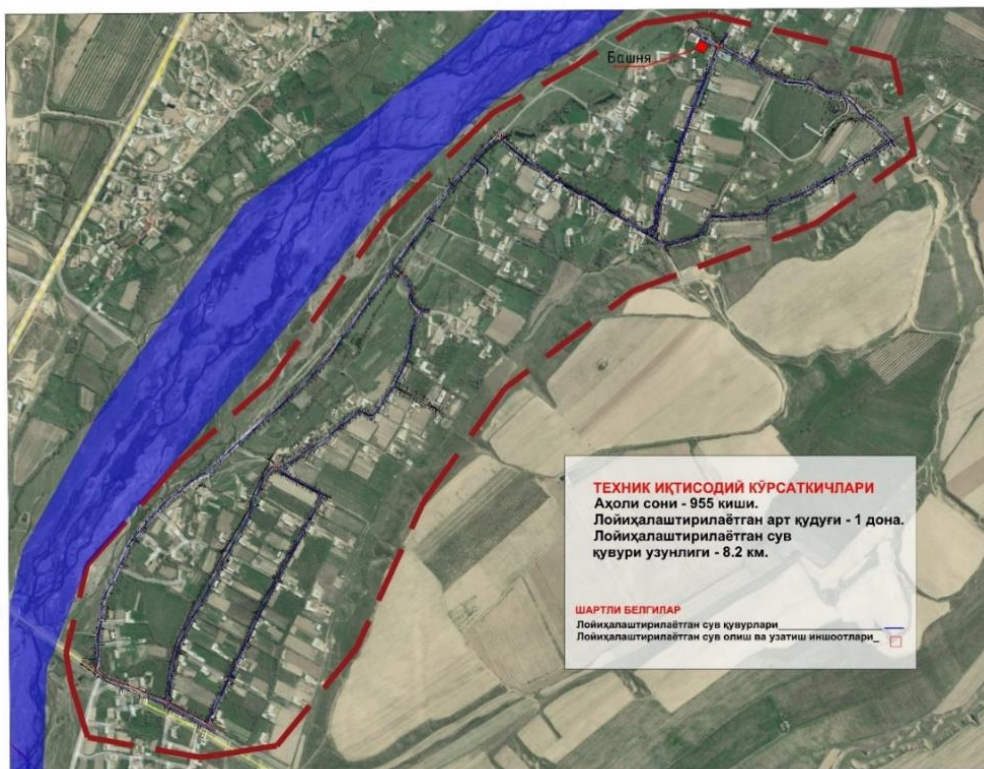 Башня
ТЕХНИК ИҚТИСОДИЙ КЎРСАТКИЧЛАРИ
Аҳоли сони - 955 киши.
Лойиҳалаштирилаётган арт қудуғи - 1 дона.
Лойиҳалаштирилаётган сув
қувури узунлиги - 8.2 км.
ШАРТЛИ БЕЛГИЛАР
Лойиҳалаштирилаётган сув қувурлари
Лойиҳалаштирилаётган сув олиш ва узатиш иншоотлари